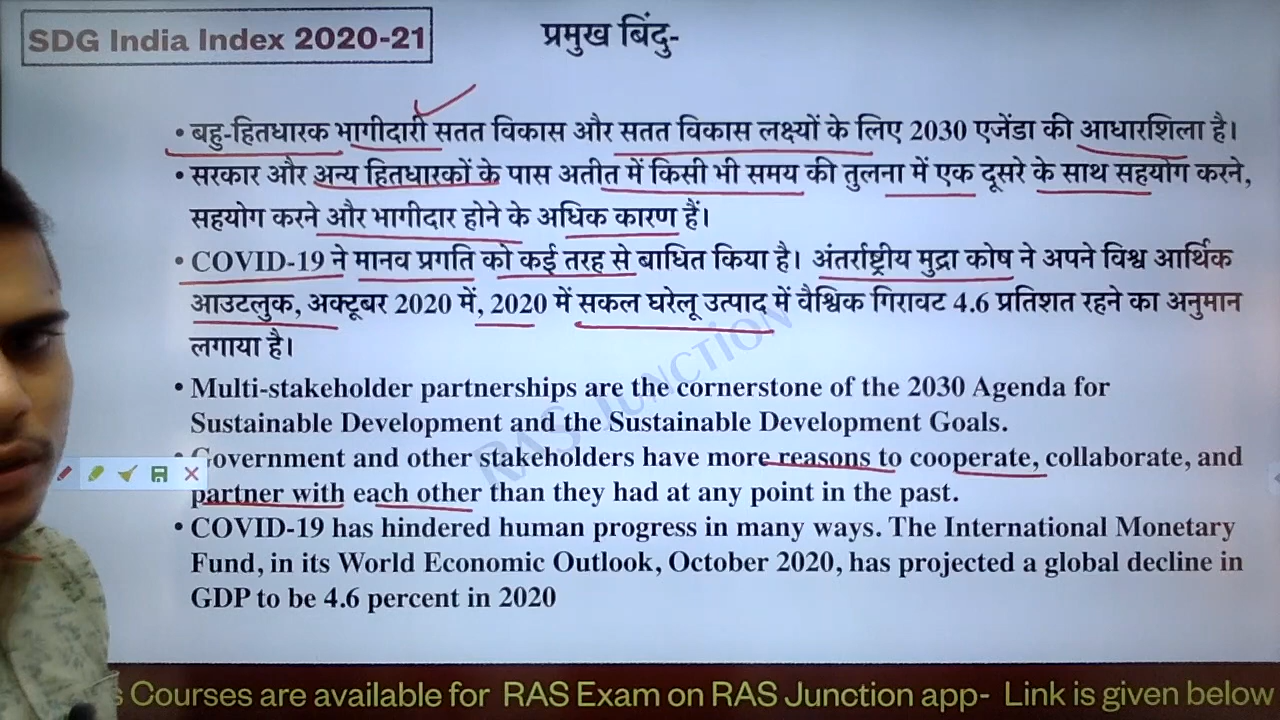 SDG India Index 2020-21
प्रमुख बिंदु-
• बहु-हितधारक भागीदारी सतत विकास और सतत विकास लक्ष्यों के लिए 2030 एजेंडा की आधारशिला है।
• सरकार और अन्य हितधारकों के पास अतीत में किसी भी समय की तुलना में एक दूसरे के साथ सहयोग करने,
सहयोग करने और भागीदार होने के अधिक कारण हैं।
• COVID-19 ने मानव प्रगति को कई तरह से बाधित किया है। अंतर्राष्ट्रीय मुद्रा कोष ने अपने विश्व आर्थिक
आउटलुक, अक्टूबर 2020 में, 2020 में सकल घरेलू उत्पाद में वैश्विक गिरावट 4.6 प्रतिशत रहने का अनुमान
लगाया है।
RAS JUNCTION
• Multi-stakeholder partnerships are the cornerstone of the 2030 Agenda for
Sustainable Development and the Sustainable Development Goals.
• Government and other stakeholders have more reasons to cooperate, collaborate, and
partner with each other than they had at any point in the past.
• COVID-19 has hindered human progress in many ways. The International Monetary
Fund, in its World Economic Outlook, October 2020, has projected a global decline in
GDP to be 4.6 percent in 2020
Courses are available for RAS Exam on RAS Junction app- Link is given below